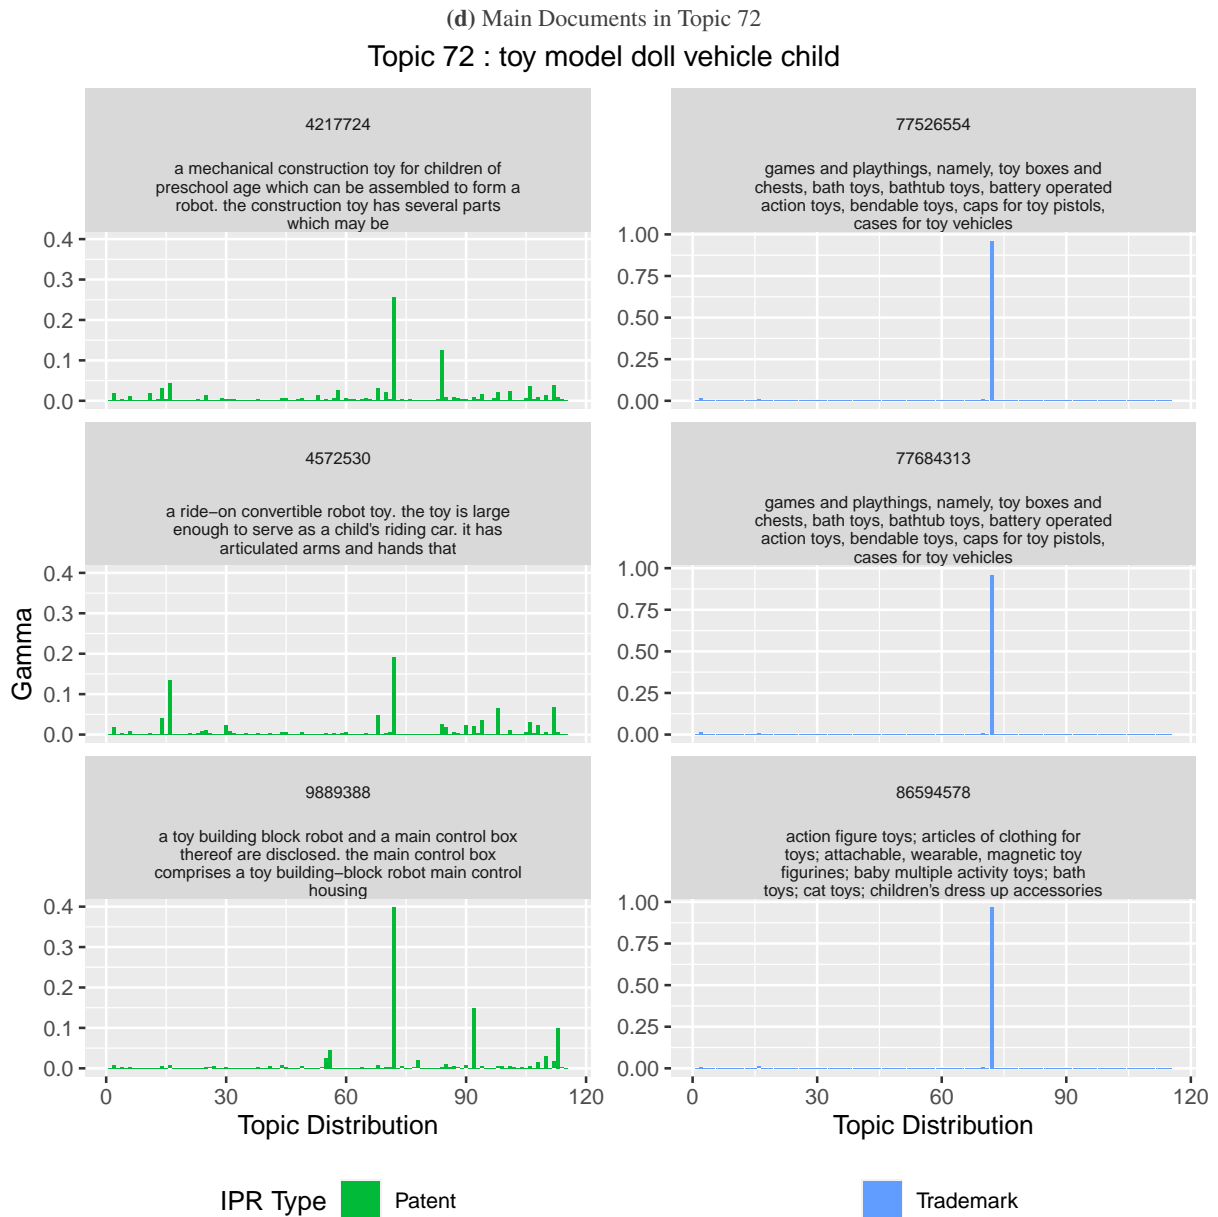 (d) Main Documents in Topic 72
Topic 72 : toy model doll vehicle child
4217724
a mechanical construction toy for children of
preschool age which can be assembled to form a
robot. the construction toy has several parts
which may be
0.4
0.3
0.2
0.1
0.0
77526554
games and playthings, namely, toy boxes and
chests, bath toys, bathtub toys, battery operated
action toys, bendable toys, caps for toy pistols,
cases for toy vehicles
1.00
0.75
0.50
0.25
0.00
4572530
a ride−on convertible robot toy. the toy is large
enough to serve as a child's riding car. it has
articulated arms and hands that
0.4
0.3
0.2
0.1
0.0
77684313
games and playthings, namely, toy boxes and
chests, bath toys, bathtub toys, battery operated
action toys, bendable toys, caps for toy pistols,
cases for toy vehicles
1.00
0.75
0.50
0.25
0.00
Gamma
9889388
a toy building block robot and a main control box
thereof are disclosed. the main control box
comprises a toy building−block robot main control
housing
0.4
0.3
0.2
0.1
0.0
0 30 60 90 120
Topic Distribution
86594578
action figure toys; articles of clothing for
toys; attachable, wearable, magnetic toy
figurines; baby multiple activity toys; bath
toys; cat toys; children's dress up accessories
1.00
0.75
0.50
0.25
0.00
0 30 60 90 120
Topic Distribution
IPR Type Patent Trademark